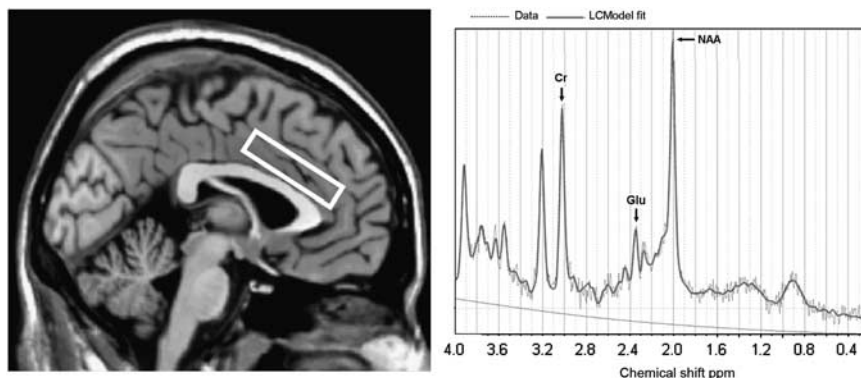 Data LCModel fit
NAA
Cr
Glu
4.0 3.6 3.2 2.8 2.4 2.0 1.6 1.2 0.8 0.4
Chemical shift ppm